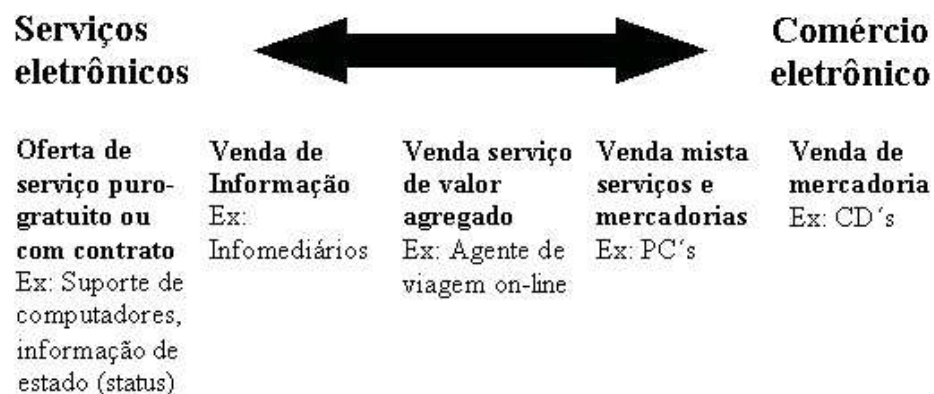 Serviços
eletrônicos
Comércio
eletrônico
Oferta de
serviço puro-
gratuito ou
com contrato
Ex: Suporte de
computadores,
informação de
estado (status)
Venda de
Informação
Ex:
Infomediários
Venda serviço
de valor
agregado
Ex: Agente de
viagem on-line
Venda mista
serviços e
mercadorias
Ex: PC´s
Venda de
mercadoria
Ex: CD´s